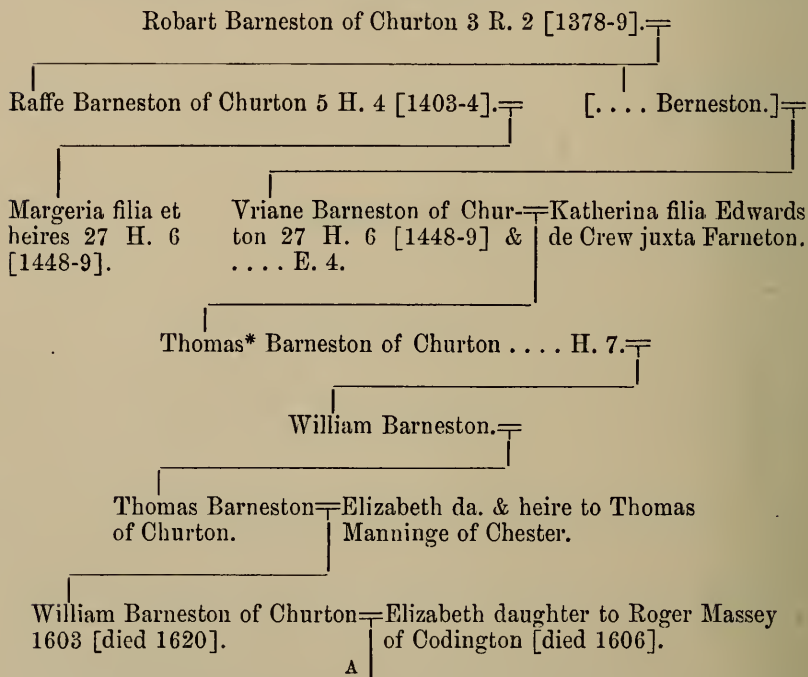 Robart Barneston of Churton 3 R. 2 [1378-9].
Raffe Barneston of Churton 5 H. 4 [1403-4].
[. . . . Berneston.]
Margeria filia et
heires 27 H. 6
[1448-9].
Vriane Barneston of Chur-
ton 27 H. 6 [1448-9] &
. . . . E. 4.
Katherina filia Edwards
de Crew juxta Farneton.
Thomas* Barneston of Churton . . . . H. 7.
William Barneston.
Thomas Barneston
of Churton.
Elizabeth da. & heire to Thomas
Manninge of Chester.
William Barneston of Churton
1603 [died 1620].
Elizabeth daughter to Roger Massey
of Codington [died 1606].
A